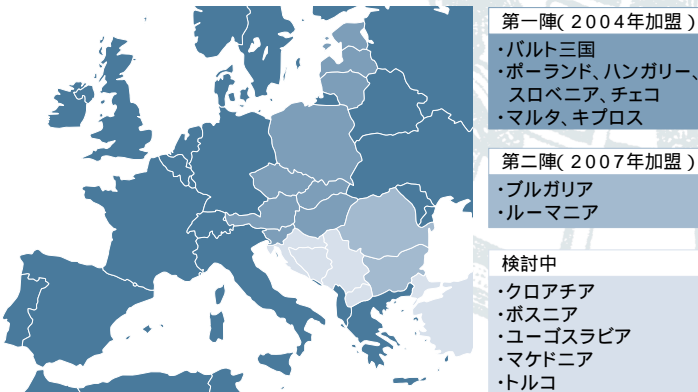 第一陣(2004年加盟)
・バルト三国
・ポーランド、ハンガリー、
スロベニア、チェコ
・マルタ、キプロス
第二陣(2007年加盟)
・ブルガリア
・ルーマニア
検討中
・クロアチア
・ボスニア
・ユーゴスラビア
・マケドニア
・トルコ